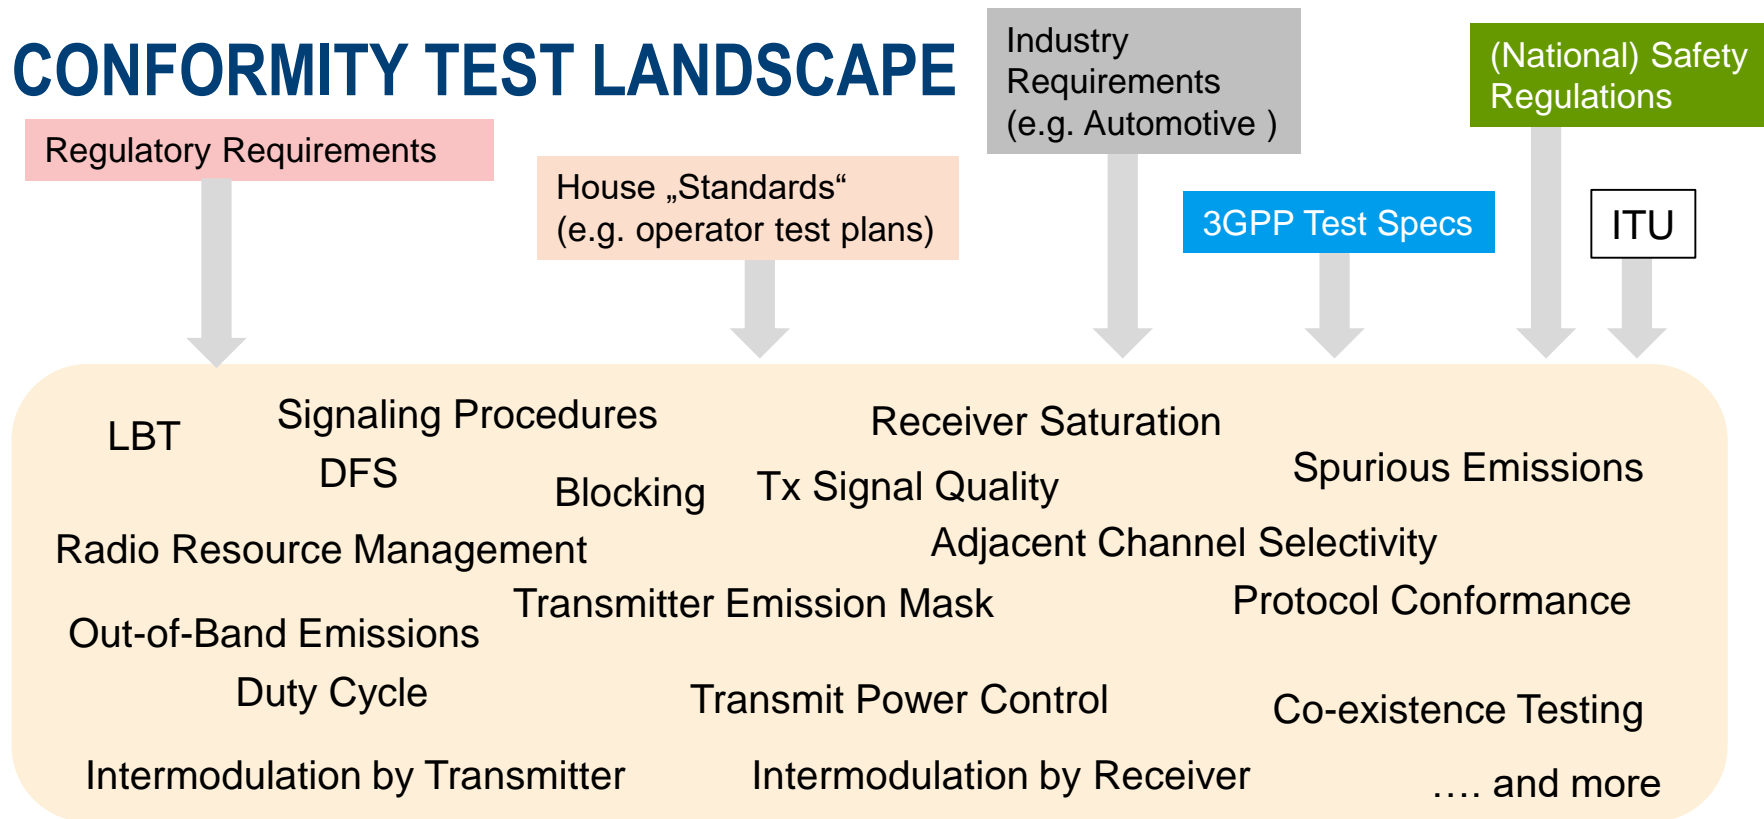 CONFORMITY TEST LANDSCAPE
Regulatory Requirements
House „Standards“
(e.g. operator test plans)
Industry
Requirements
(e.g. Automotive )
3GPP Test Specs
(National) Safety
Regulations
ITU
LBT
Signaling Procedures
Receiver Saturation
DFS
Blocking
Tx Signal Quality
Spurious Emissions
Radio Resource Management
Adjacent Channel Selectivity
Transmitter Emission Mask
Protocol Conformance
Out-of-Band Emissions
Duty Cycle
Transmit Power Control
Co-existence Testing
Intermodulation by Transmitter
Intermodulation by Receiver
…. and more